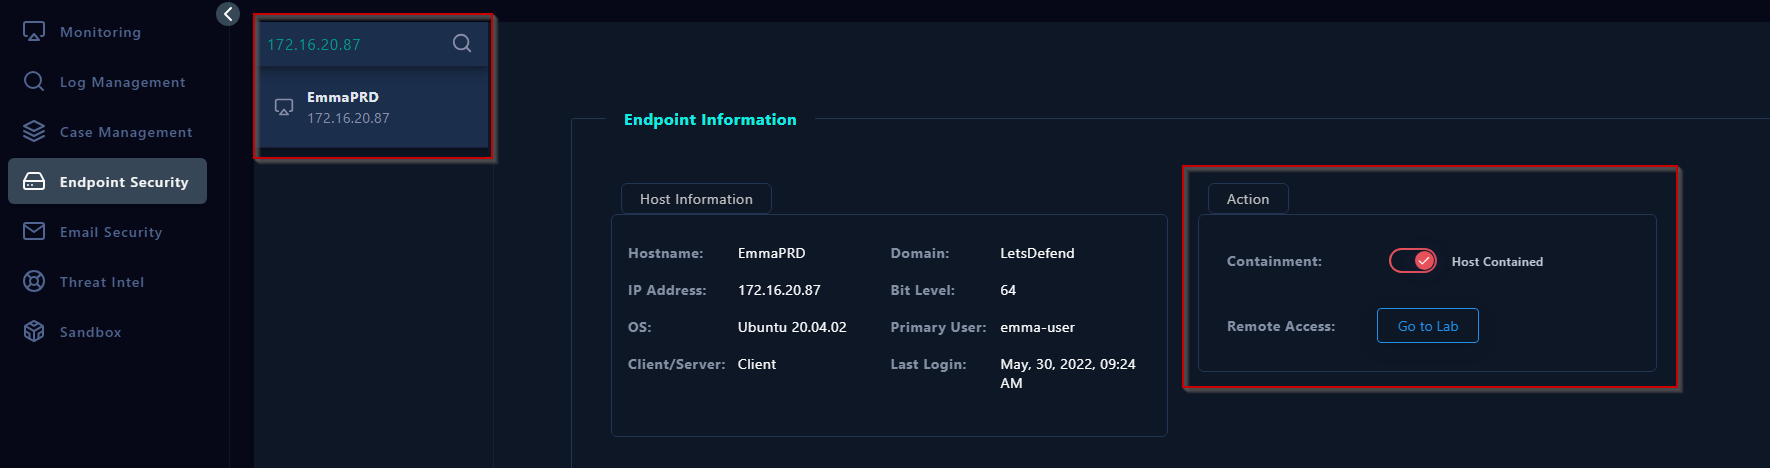 Monitoring
Log Management
Case Management
Endpoint Security
Email Security
Threat Intel
Sandbox
172.16.20.87
EmmaPRD
172.16.20.87
Endpoint Information
Host Information
Hostname: EmmaPRD Domain: LetsDefend
IP Address: 172.16.20.87 Bit Level: 64
OS: Ubuntu 20.04.02 Primary User: emma-user
Client/Server: Client Last Login: May, 30, 2022, 09:24
AM
Action
Containment: Host Contained
Remote Access: Go to Lab